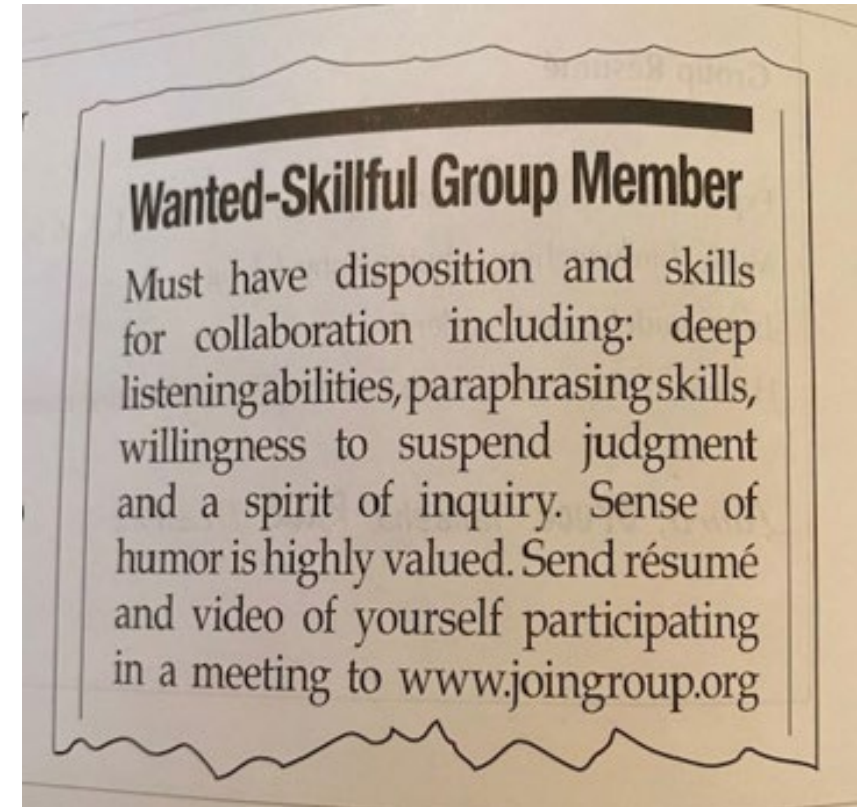 Wanted-Skillful Group Member
Must have disposition and skills
for collaboration including: deep
listening abilities, paraphrasing skills,
willingness to suspend judgment
and a spirit of inquiry. Sense of
humor is highly valued. Send résumé
and video of yourself participating
in a meeting to www.joingroup.org